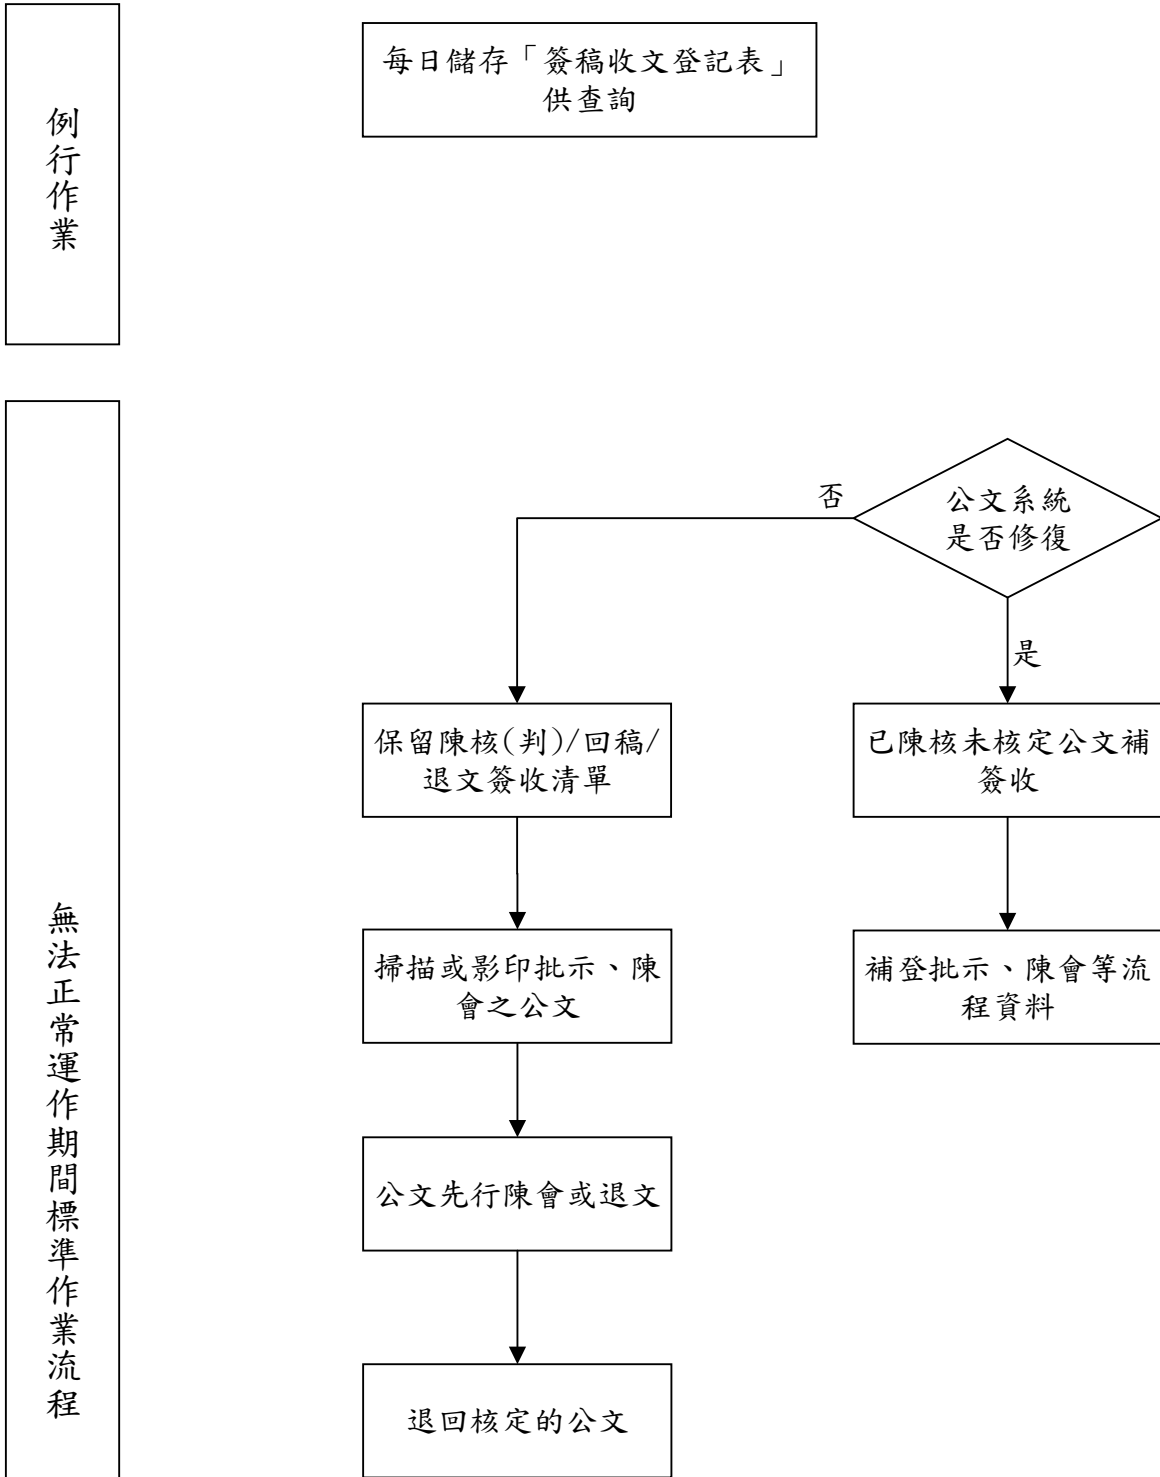 例行作業
每日儲存「簽稿收文登記表」
供查詢
無法正常運作期間標準作業流程
公文系統
是否修復
否
是
保留陳核(判)/回稿/
退文簽收清單
已陳核未核定公文補
簽收
掃描或影印批示、陳
會之公文
補登批示、陳會等流
程資料
公文先行陳會或退文
退回核定的公文